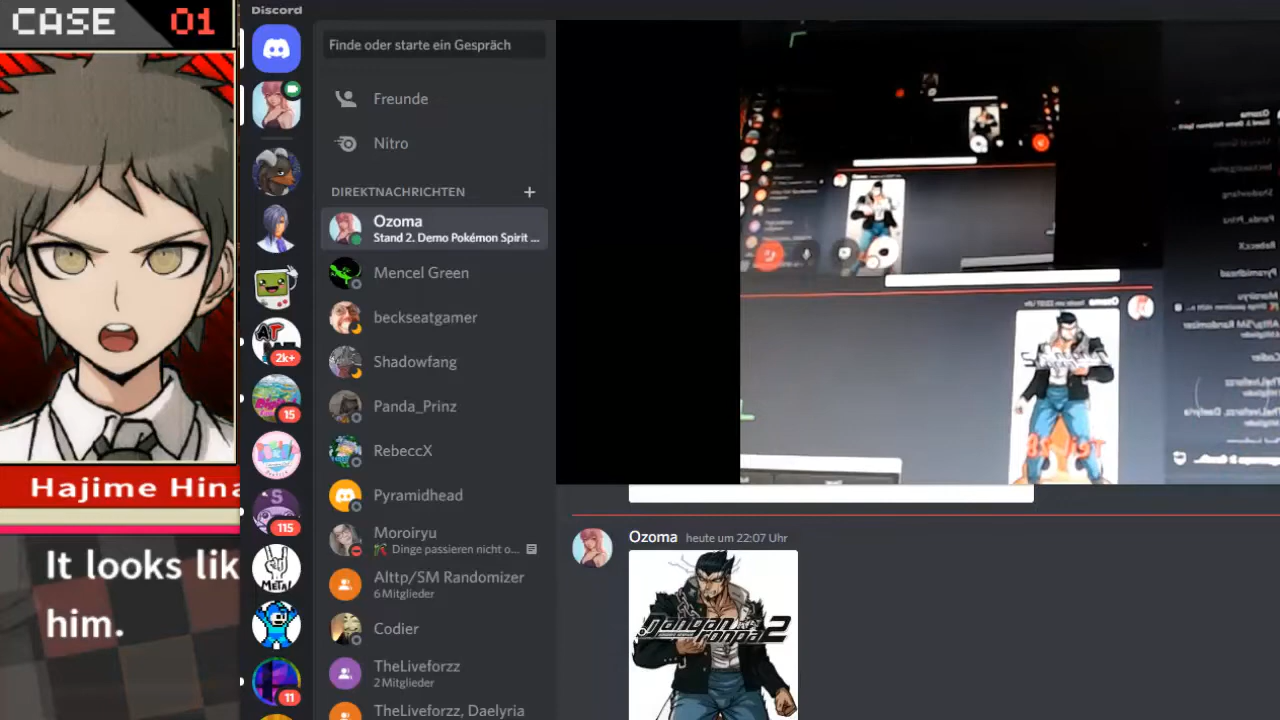 CASE 01
Hajime Hina
It looks lik
him.
Discord
Finde oder starte ein Gespräch
Freunde
Nitro
DIREKTNACHRICHTEN
Ozoma
Stand 2. Demo Pokémon Spirit ...
Mencel Green
beckseatgamer
Shadowfang
Panda_Prinz
RebeccX
Pyramidhead
Moroiryu
Dinge passieren nicht o...
Alttp/SM Randomizer
6 Mitglieder
Codier
TheLiveforzz
2 Mitglieder
TheLiveforzz, Daelyria
2k+
15
115
METAL
11
Ozoma heute um 22:07 Uhr
Danganronpa 2